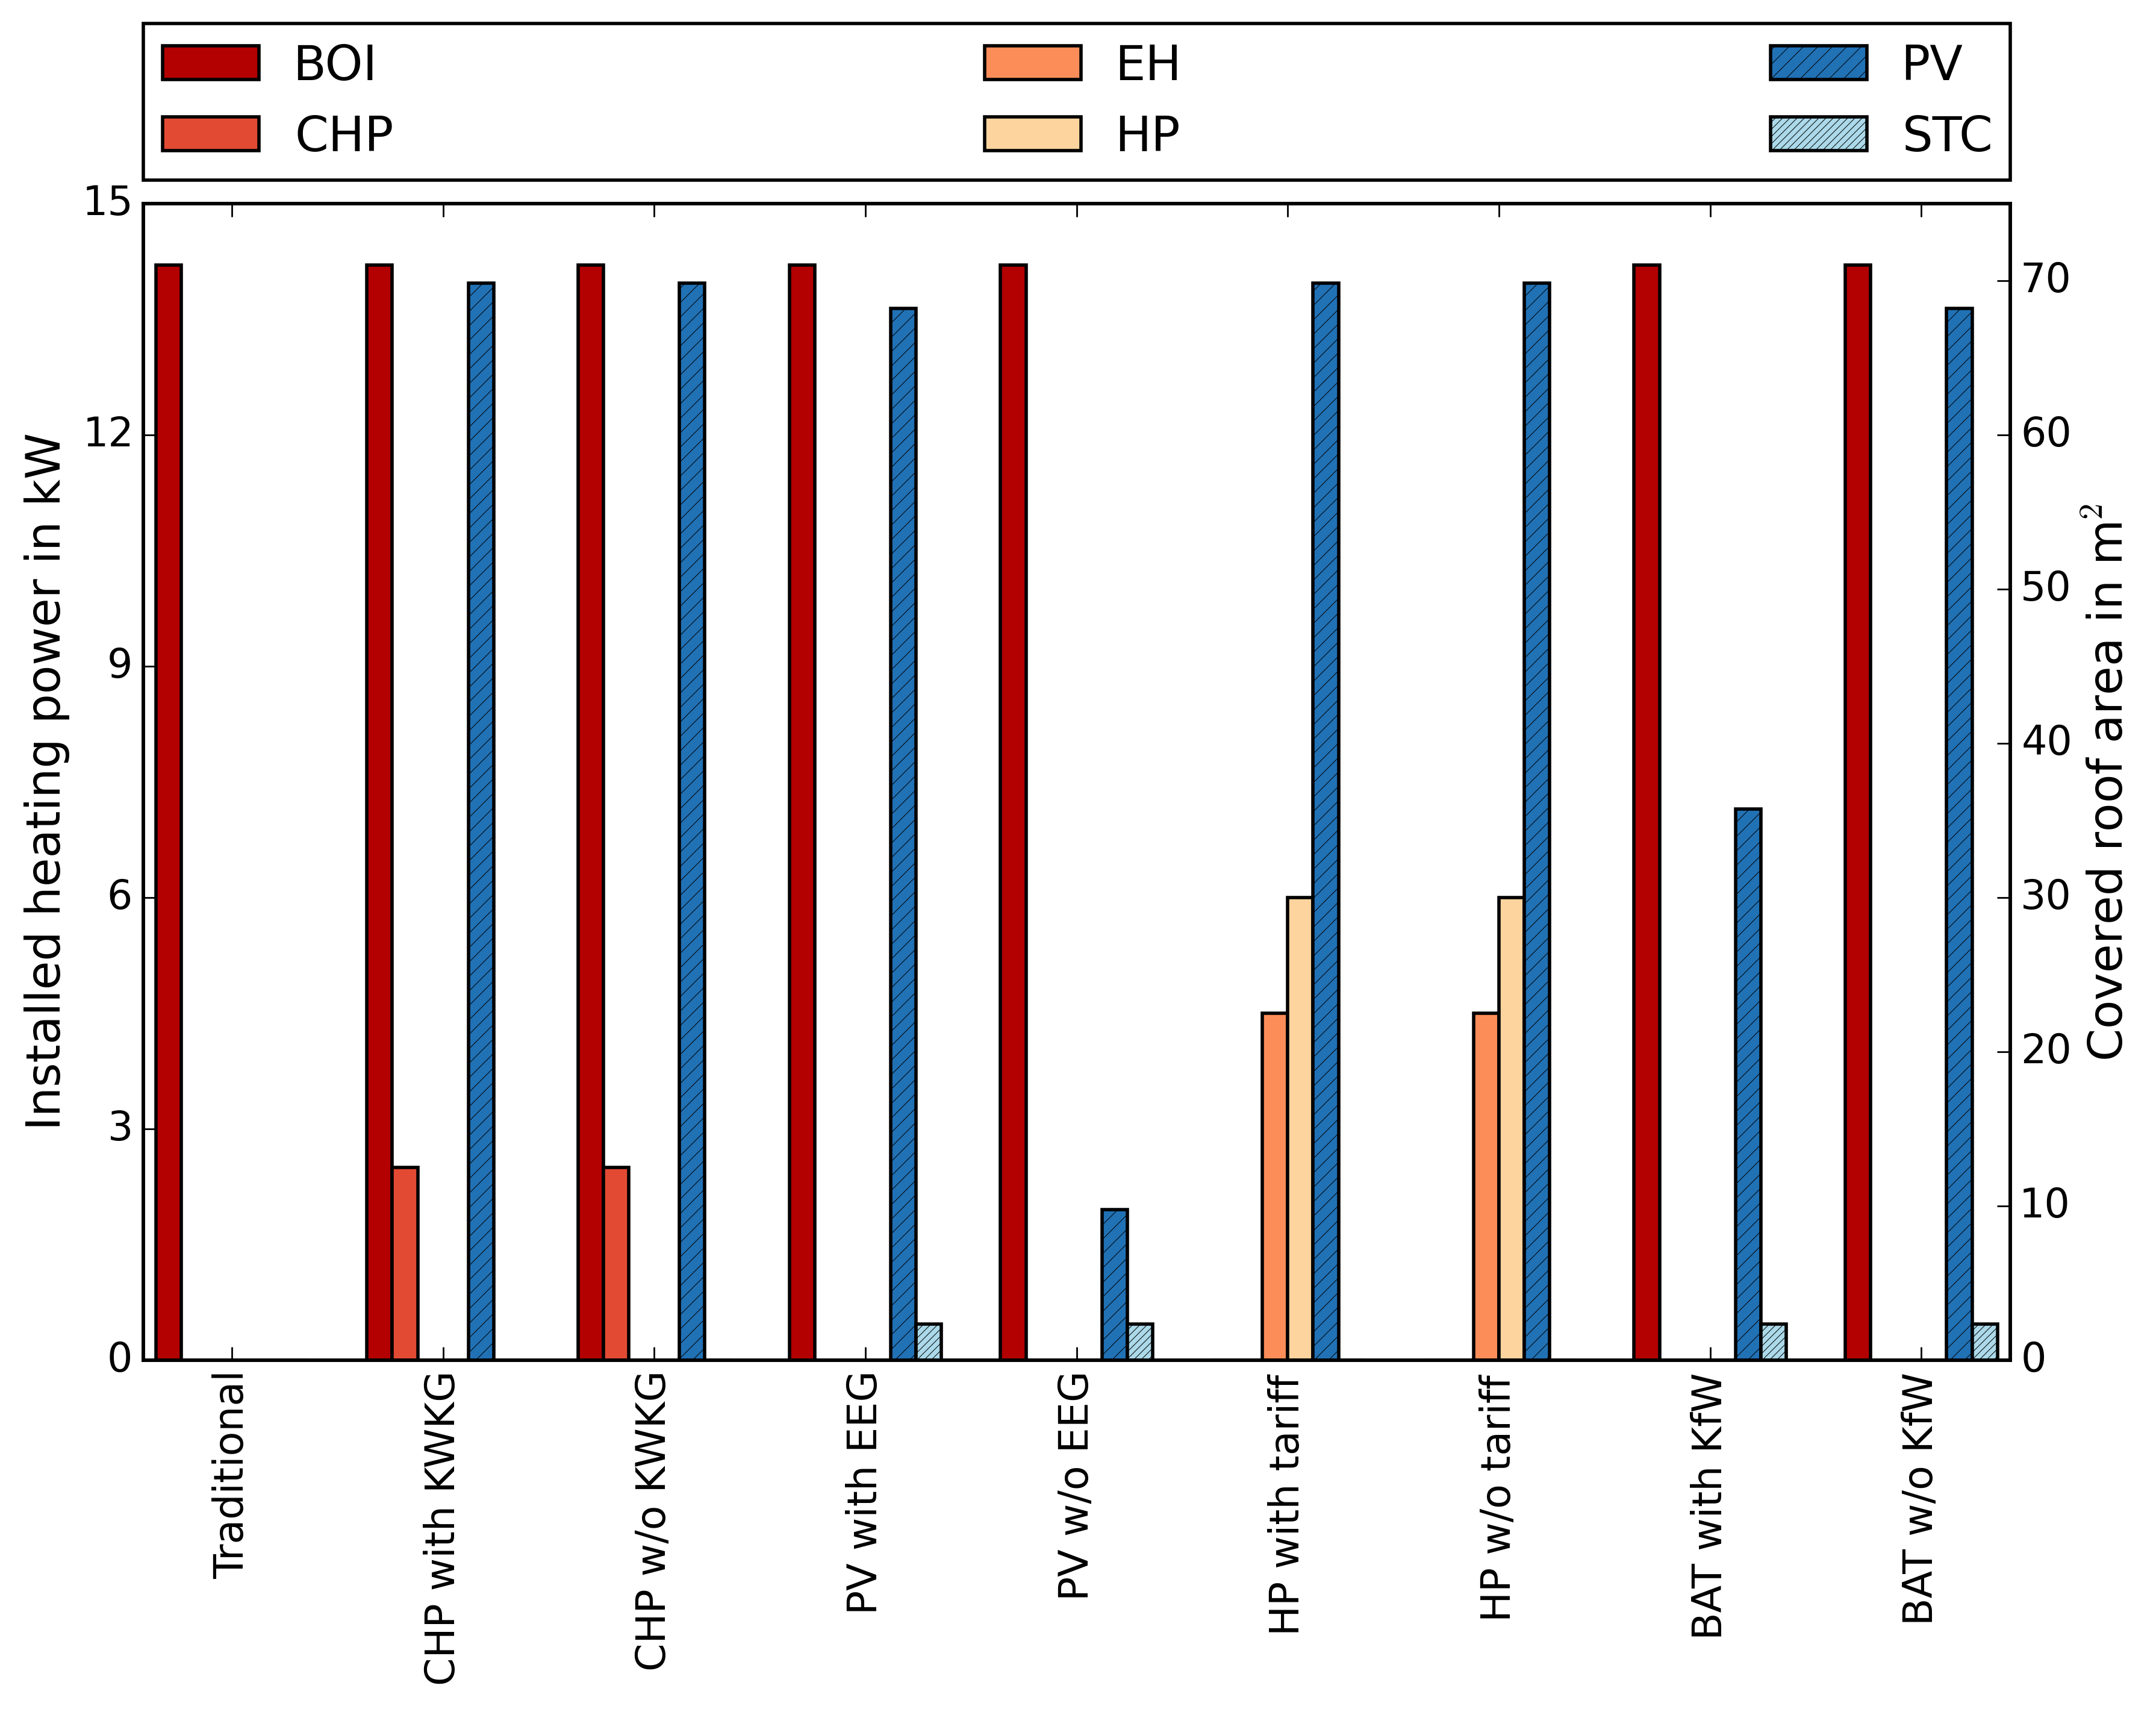 BOI
CHP
EH
HP
PV
STC
15
12
9
6
3
0
Installed heating power in kW
70
60
50
40
30
20
10
0
Covered roof area in m²
Traditional
CHP with KWKG
CHP w/o KWKG
PV with EEG
PV w/o EEG
HP with tariff
HP w/o tariff
BAT with KfW
BAT w/o KfW